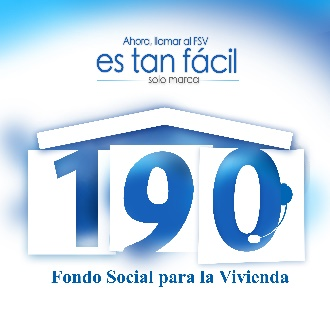 Ahora, llamar al FSV
es tan fácil
solo marca
190
Fondo Social para la Vivienda